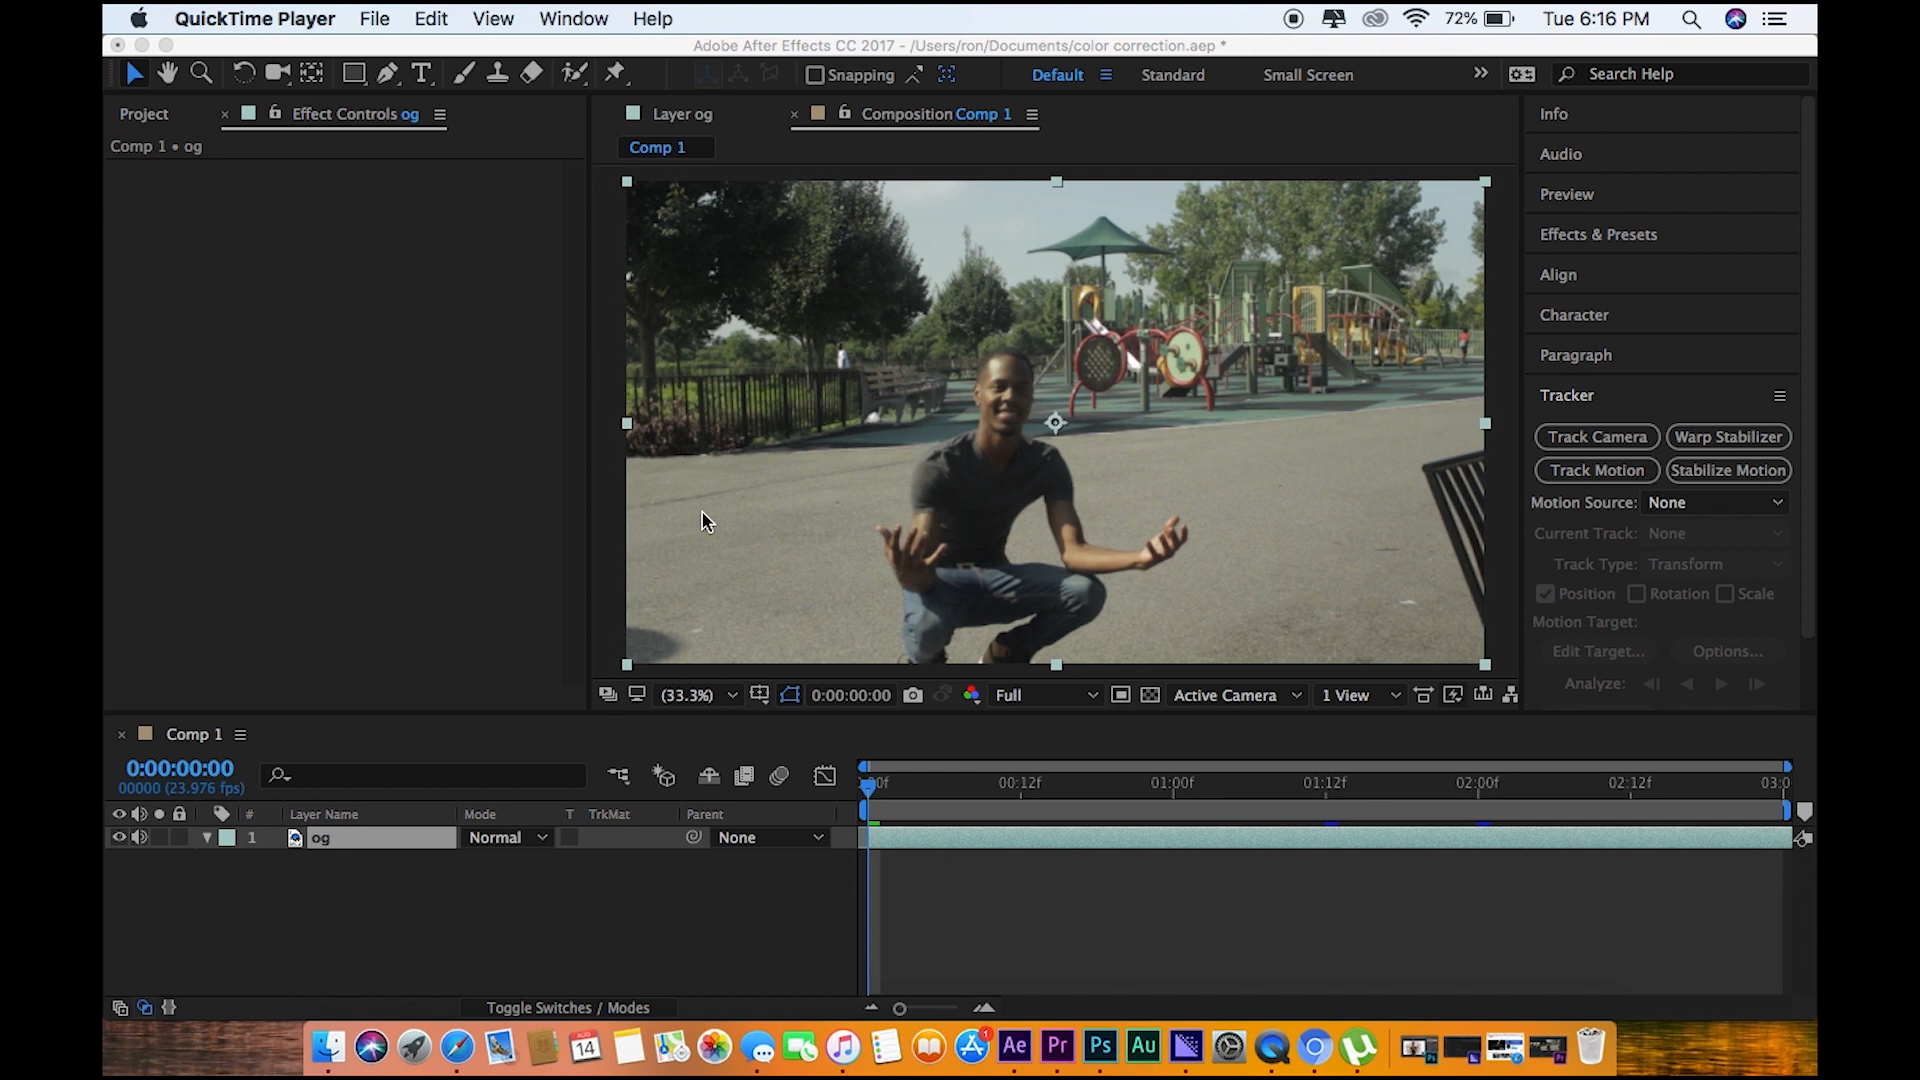 QuickTime Player File Edit View Window Help 72% Tue 6:16 PM
Adobe After Effects CC 2017 - /Users/ron/Documents/color correction.aep *
Snapping Default Standard Small Screen Search Help
Project Effect Controls og Layer og Composition Comp 1 Info
Comp 1 • og Comp 1
Audio
Preview
Effects & Presets
Align
Character
Paragraph
Tracker
Track Camera Warp Stabilizer
Track Motion Stabilize Motion
Motion Source: None
Current Track: None
Track Type: Transform
Position Rotation Scale
Motion Target:
Edit Target... Options...
Analyze:
(33.3%) 0:00:00:00 Full Active Camera 1 View
Comp 1
0:00:00:00
00000 (23.976 fps)
00f 00:12f 01:00f 01:12f 02:00f 02:12f 03:0
# Layer Name Mode T TrkMat Parent
1 og Normal None
Toggle Switches / Modes
AUG
14
1
Ae Pr Ps Au